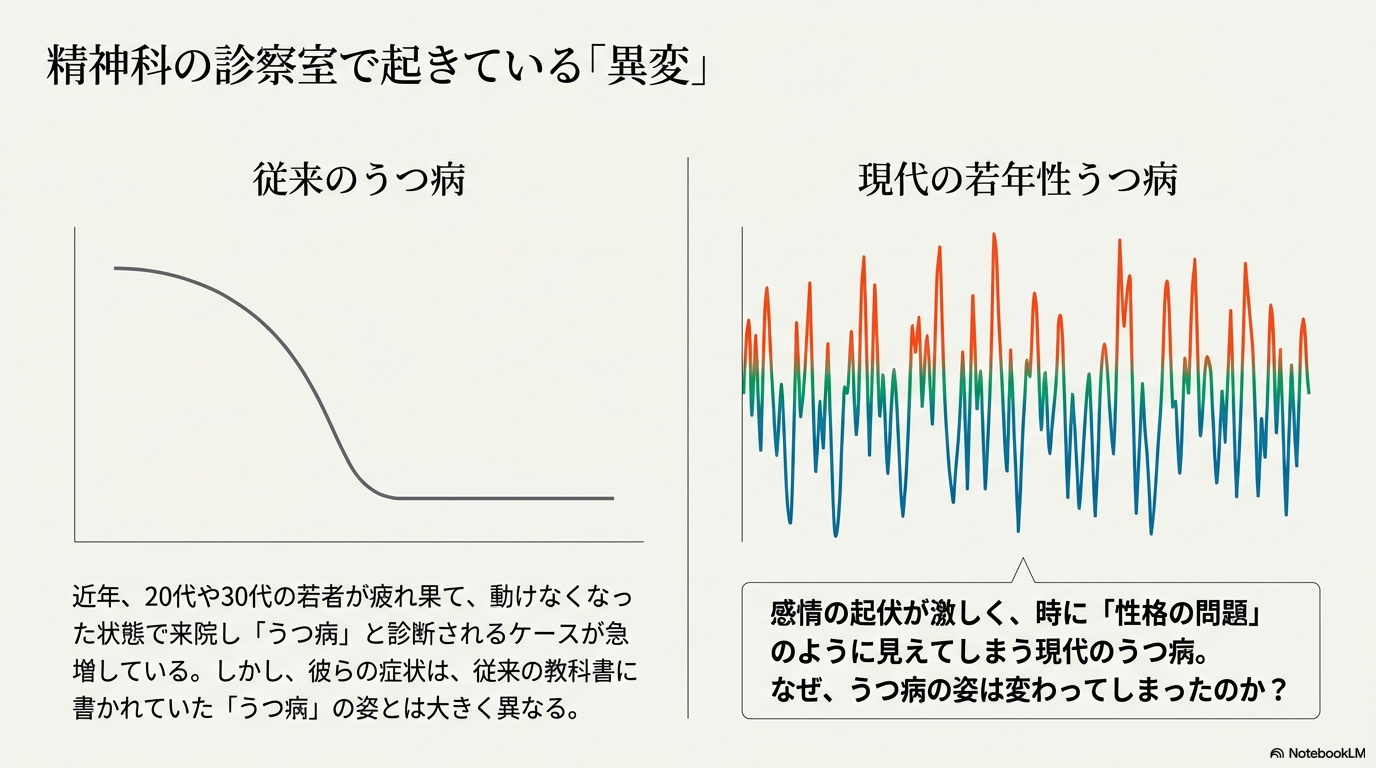 精神科の診察室で起きている「異変」
従来のうつ病
近年、20代や30代の若者が疲れ果て、動けなくなっ
た状態で来院し「うつ病」と診断されるケースが急
増している。しかし、彼らの症状は、従来の教科書に
書かれていた「うつ病」の姿とは大きく異なる。
現代の若年性うつ病
感情の起伏が激しく、時に「性格の問題」
のように見えてしまう現代のうつ病。
なぜ、うつ病の姿は変わってしまったのか？
NotebookLM